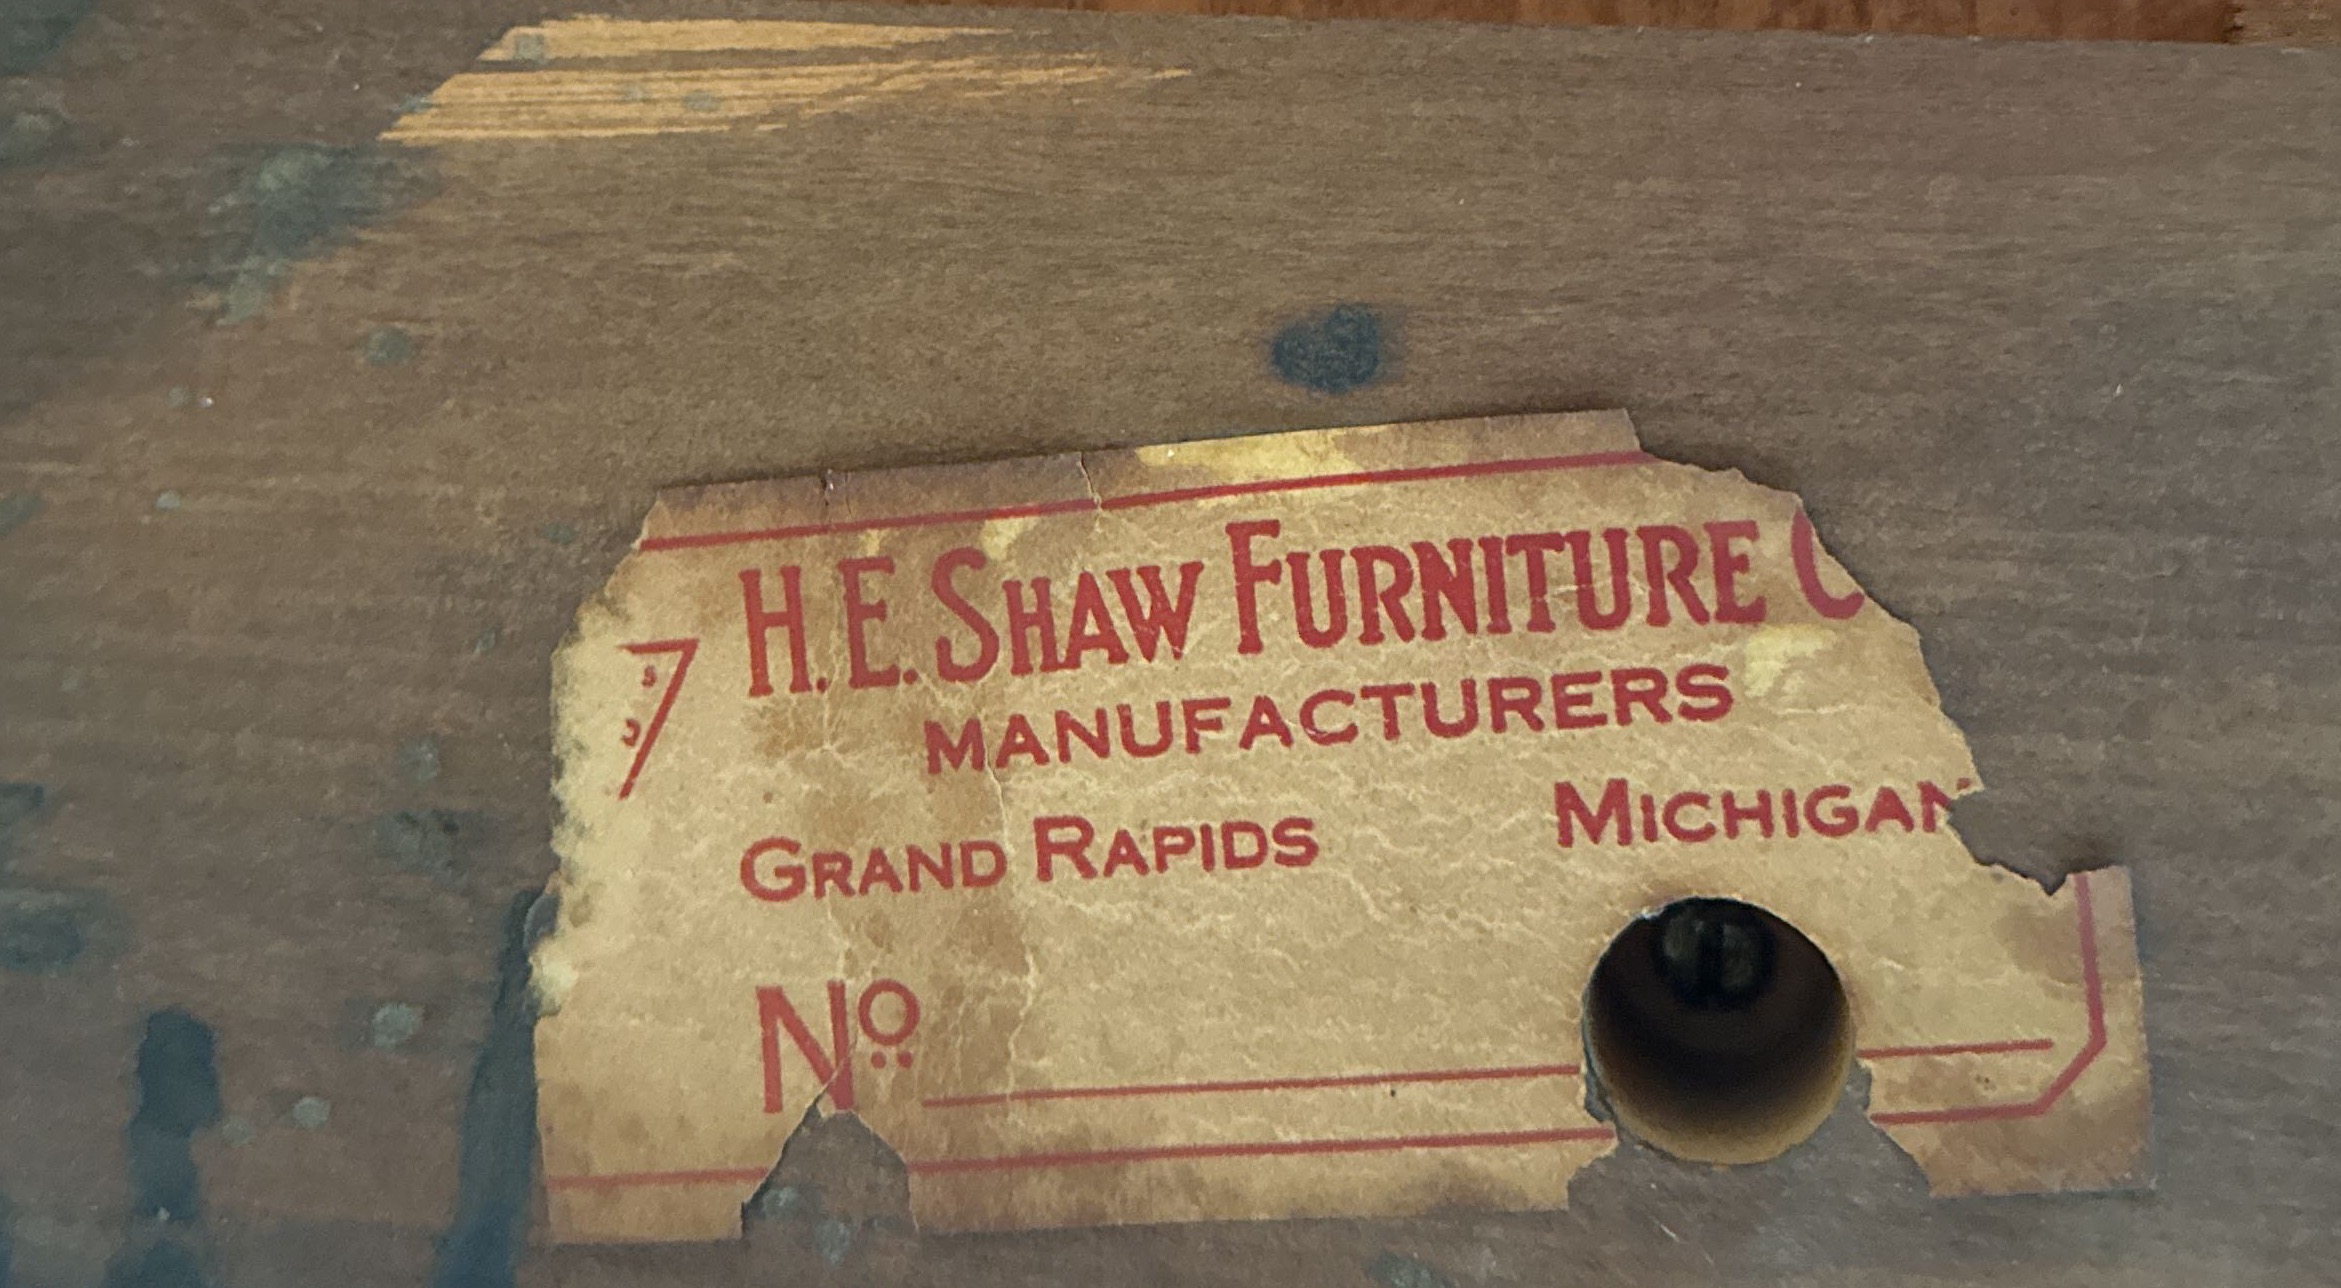 H. E. SHAW FURNITURE C
MANUFACTURERS
GRAND RAPIDS MICHIGAN
No